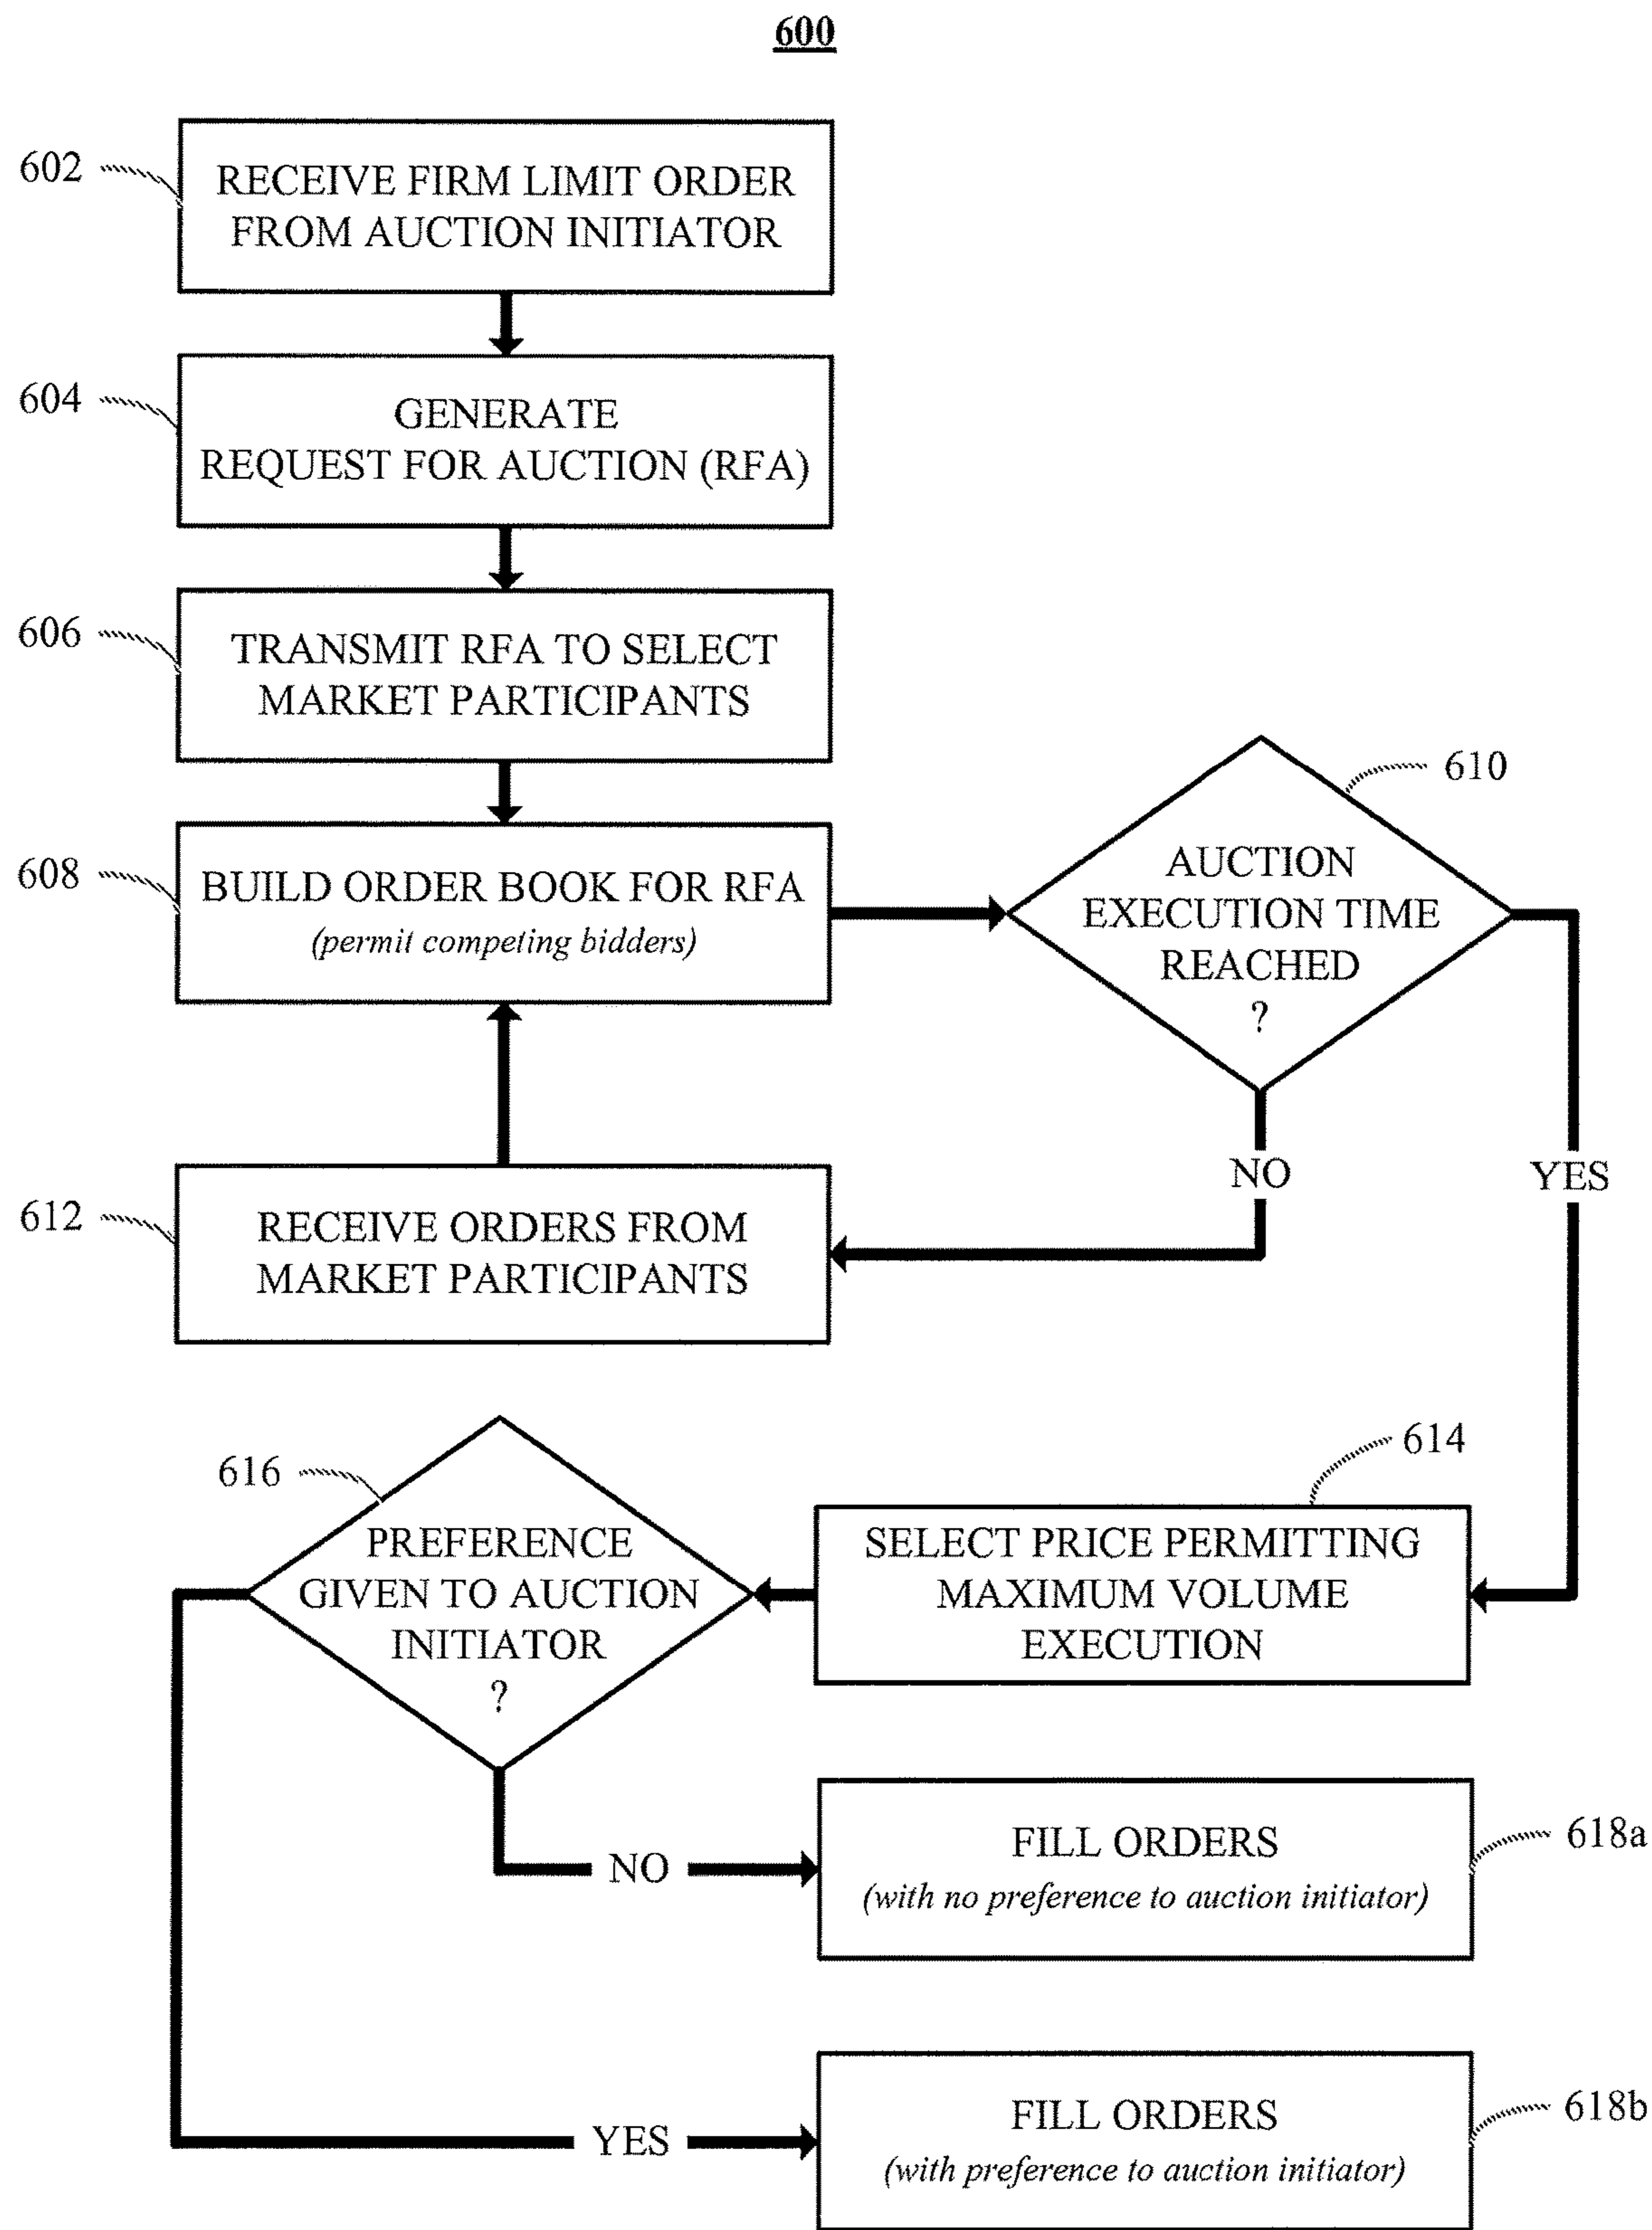 600
602
RECEIVE FIRM LIMIT ORDER
FROM AUCTION INITIATOR
604
GENERATE
REQUEST FOR AUCTION (RFA)
606
TRANSMIT RFA TO SELECT
MARKET PARTICIPANTS
608
BUILD ORDER BOOK FOR RFA
(permit competing bidders)
610
AUCTION
EXECUTION TIME
REACHED
?
NO
YES
612
RECEIVE ORDERS FROM
MARKET PARTICIPANTS
614
SELECT PRICE PERMITTING
MAXIMUM VOLUME
EXECUTION
616
PREFERENCE
GIVEN TO AUCTION
INITIATOR
?
NO
FILL ORDERS
(with no preference to auction initiator)
618a
YES
FILL ORDERS
(with preference to auction initiator)
618b